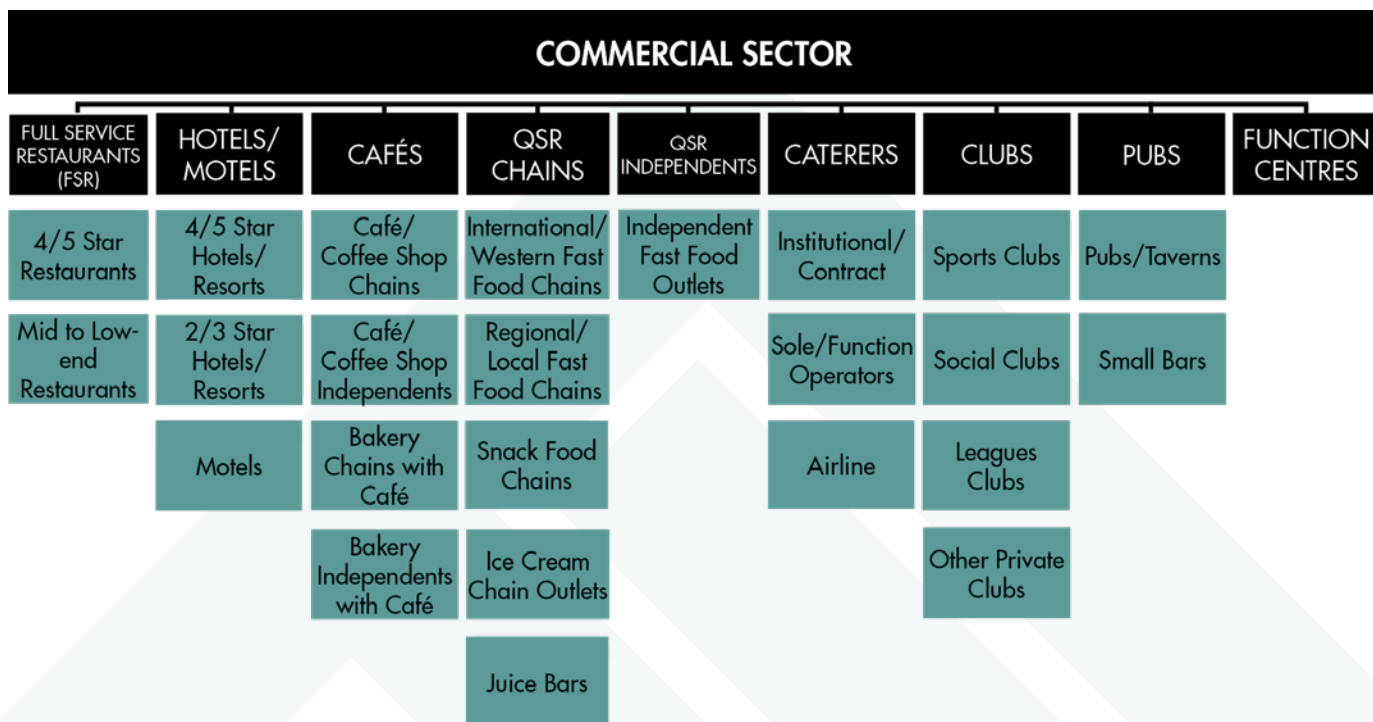 COMMERCIAL SECTOR
FULL SERVICE
RESTAURANTS
(FSR)
HOTELS/
MOTELS
CAFÉS
QSR
CHAINS
QSR
INDEPENDENTS
CATERERS
CLUBS
PUBS
FUNCTION
CENTRES
4/5 Star
Restaurants
4/5 Star
Hotels/
Resorts
Café/
Coffee Shop
Chains
International/
Western Fast
Food Chains
Independent
Fast Food
Outlets
Institutional/
Contract
Sports Clubs
Pubs/Taverns
Mid to Low-
end
Restaurants
2/3 Star
Hotels/
Resorts
Café/
Coffee Shop
Independents
Regional/
Local Fast
Food Chains
Sole/Function
Operators
Social Clubs
Small Bars
Motels
Bakery
Chains with
Café
Snack Food
Chains
Airline
Leagues
Clubs
Bakery
Independents
with Café
Ice Cream
Chain Outlets
Other Private
Clubs
Juice Bars